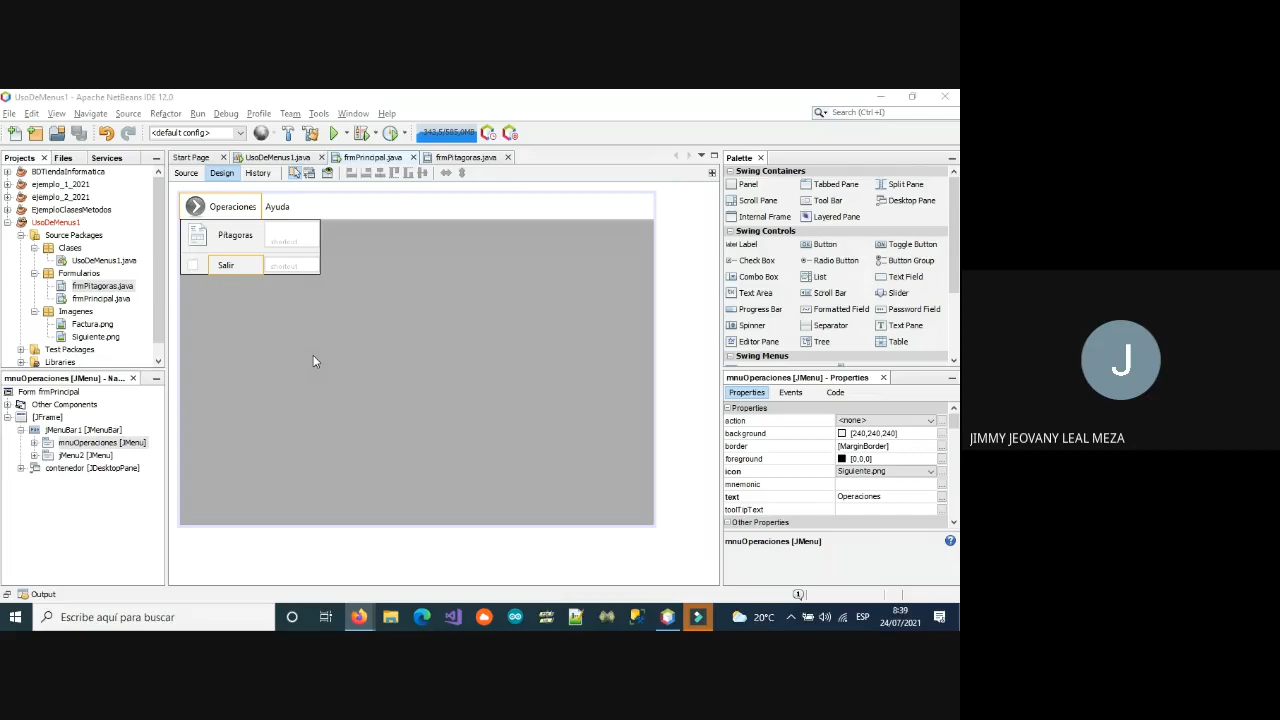 UsoDeMenus1 - Apache NetBeans IDE 12.0
File Edit View Navigate Source Refactor Run Debug Profile Team Tools Window Help
Search (Ctrl+I)
<default config>
343,5/585,0MB
Projects Files Services
Start Page UsoDeMenus1.java frmPrincipal.java frmPitagoras.java
Source Design History
BDTiendaInformatica
ejemplo_1_2021
ejemplo_2_2021
EjemploClasesMetodos
UsoDeMenus1
Source Packages
Clases
UsoDeMenus1.java
Formularios
frmPitagoras.java
frmPrincipal.java
Imagenes
Factura.png
Siguiente.png
Test Packages
Libraries
mnuOperaciones [JMenu] - Na...
Form frmPrincipal
Other Components
[JFrame]
jMenuBar1 [JMenuBar]
mnuOperaciones [JMenu]
jMenu2 [JMenu]
contenedor [JDesktopPane]
Operaciones Ayuda
Pitagoras shortcut
Salir shortcut
Palette
Swing Containers
Panel Tabbed Pane Split Pane
Scroll Pane Tool Bar Desktop Pane
Internal Frame Layered Pane
Swing Controls
label Label Button Toggle Button
Check Box Radio Button Button Group
Combo Box List Text Field
Text Area Scroll Bar Slider
Progress Bar Formatted Field Password Field
Spinner Separator Text Pane
Editor Pane Tree Table
Swing Menus
mnuOperaciones [JMenu] - Properties
Properties Events Code
Properties
action <none>
background [240,240,240]
border [MarginBorder]
foreground [0,0,0]
icon Siguiente.png
mnemonic
text Operaciones
toolTipText
Other Properties
mnuOperaciones [JMenu]
Output
1
Escribe aquí para buscar
20°C
ESP
8:39
24/07/2021
J
JIMMY JEOVANY LEAL MEZA